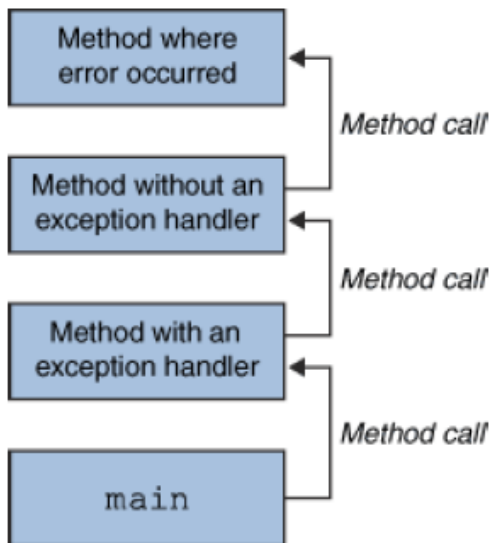 Method where
error occurred
Method call
Method without an
exception handler
Method call
Method with an
exception handler
Method call
main